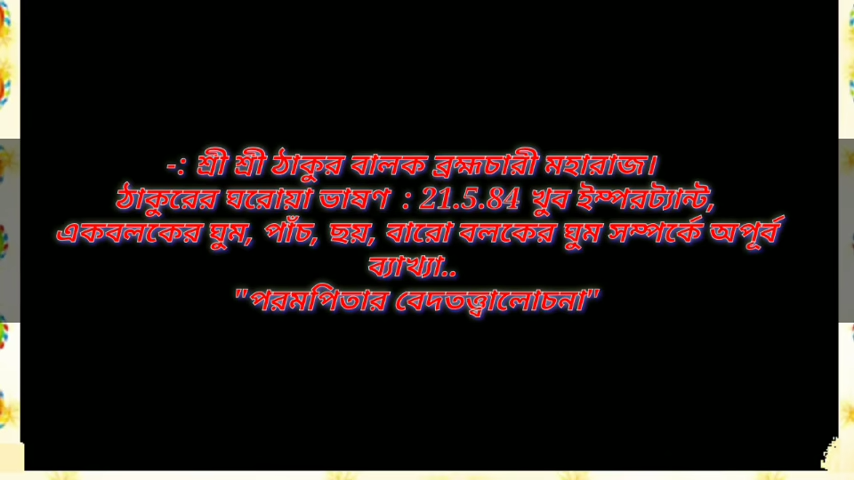 -: শ্রী শ্রী ঠাকুর বালক ব্রহ্মচারী মহারাজ।
ঠাকুরের ঘরোয়া ভাষণ : 21.5.84 খুব ইম্পরট্যান্ট,
একবলকের ঘুম, পাঁচ, ছয়, বারো বলকের ঘুম সম্পর্কে অপূর্ব
ব্যাখ্যা..
"পরমপিতার বেদতত্ত্বালোচনা"